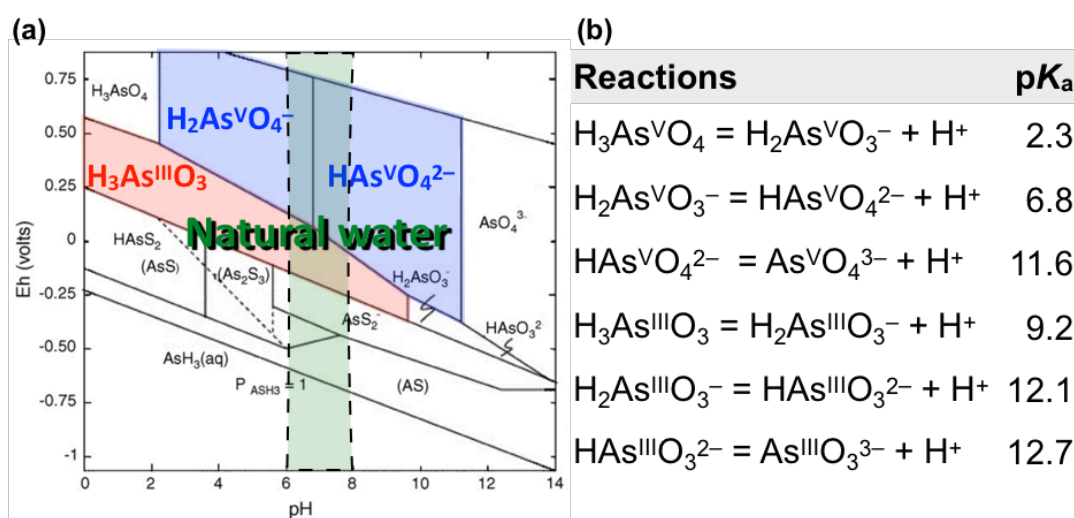 (a)
0.75
0.50
0.25
0
-0.25
-0.50
-0.75
-1
Eh (volts)
0
2
4
6
8
10
12
14
pH
H₃AsO₄
H₂Asⱽ​O₄⁻
HAsⱽO₄²⁻
H₃AsᴵᴵᴵO₃
AsO₄³⁻
Natural water
HAsS₂
(AsS)
(As₂S₃)
H₂AsO₃⁻
AsS₂⁻
HAsO₃²
AsH₃(aq)
P ASH3 = 1
(AS)
(b)
Reactions pKₐ
H₃AsⱽO₄ = H₂AsⱽO₃⁻ + H⁺ 2.3
H₂AsⱽO₃⁻ = HAsⱽO₄²⁻ + H⁺ 6.8
HAsⱽO₄²⁻ = AsⱽO₄³⁻ + H⁺ 11.6
H₃AsᴵᴵᴵO₃ = H₂AsᴵᴵᴵO₃⁻ + H⁺ 9.2
H₂AsᴵᴵᴵO₃⁻ = HAsᴵᴵᴵO₃²⁻ + H⁺ 12.1
HAsᴵᴵᴵO₃²⁻ = AsᴵᴵᴵO₃³⁻ + H⁺ 12.7